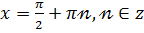 x = π/2 + πn, n ∈ z